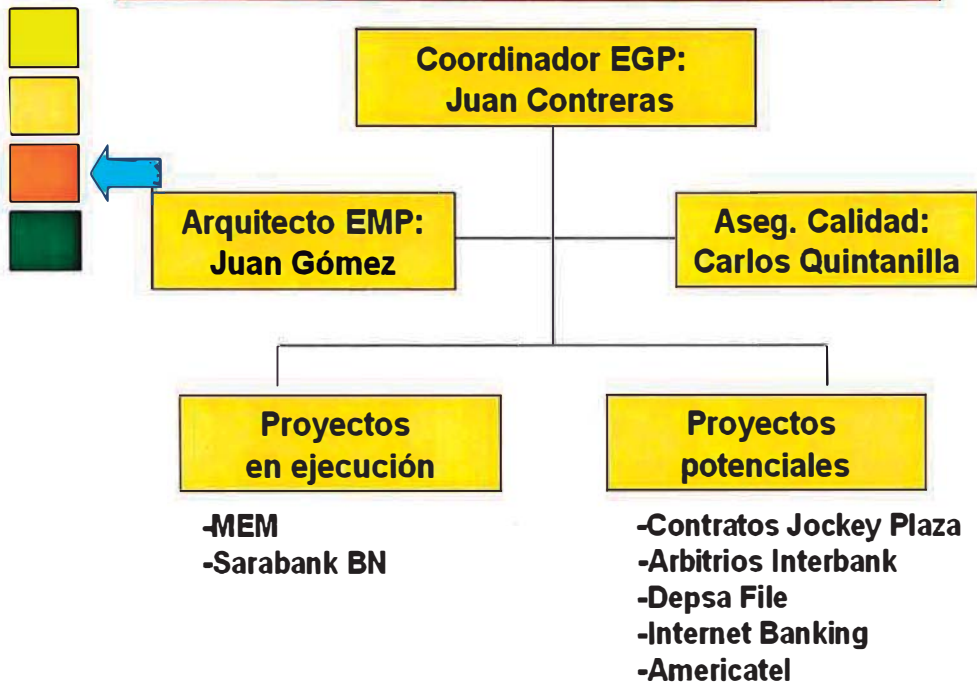 Coordinador EGP:
Juan Contreras
Arquitecto EMP:
Juan Gómez
Aseg. Calidad:
Carlos Quintanilla
Proyectos
en ejecución
-MEM
-Sarabank BN
Proyectos
potenciales
-Contratos Jockey Plaza
-Arbitrios Interbank
-Depsa File
-Internet Banking
-Americatel